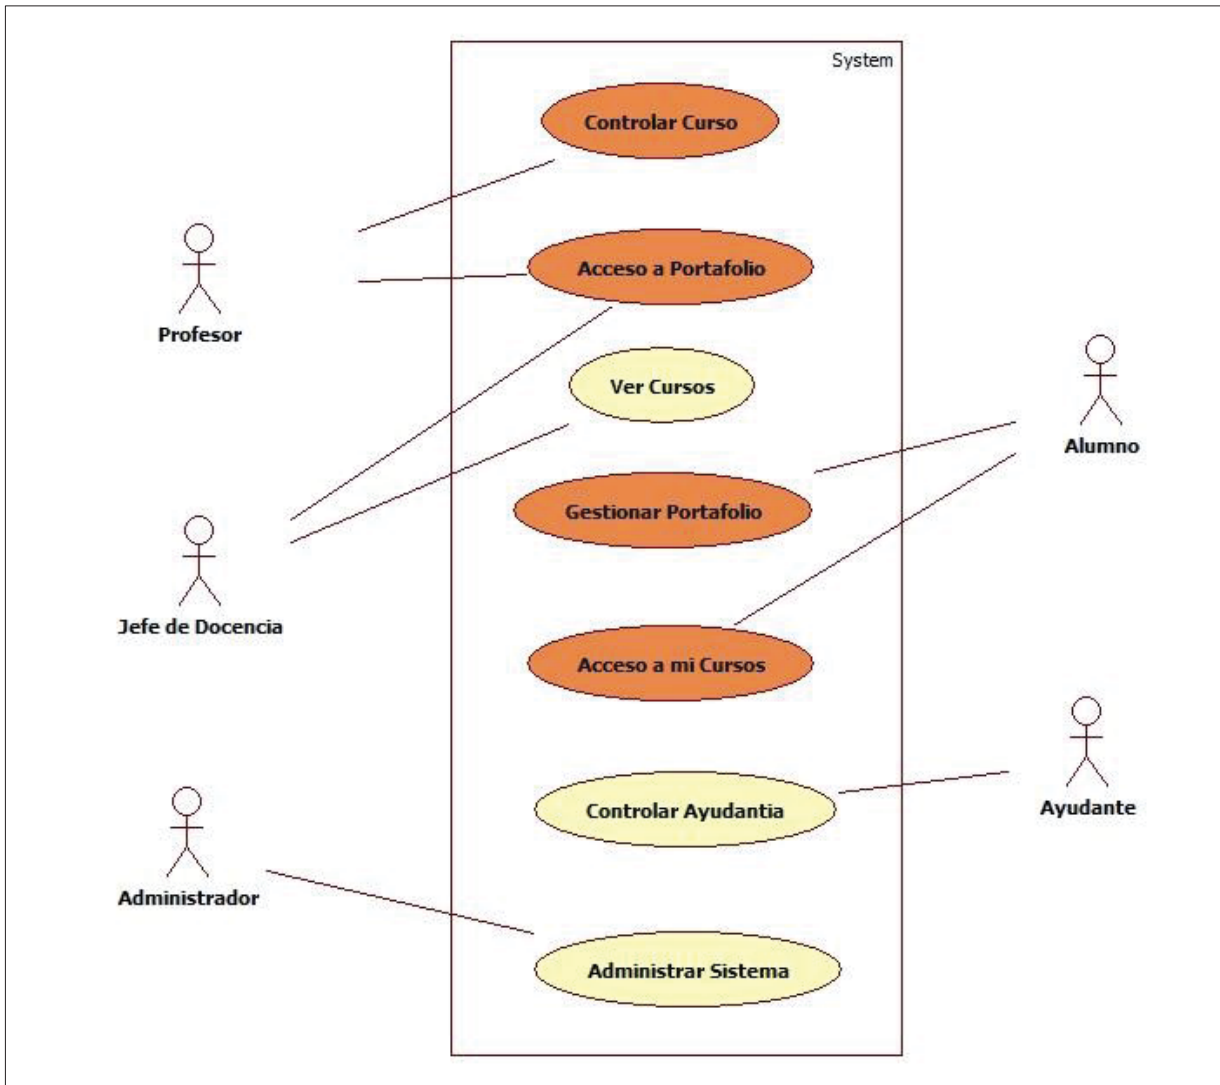 System
Controlar Curso
Acceso a Portafolio
Profesor
Ver Cursos
Alumno
Gestionar Portafolio
Jefe de Docencia
Acceso a mi Cursos
Controlar Ayudantia
Ayudante
Administrador
Administrar Sistema